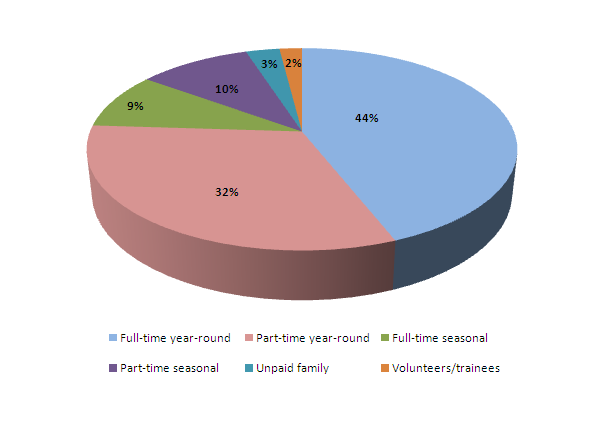 3%
2%
10%
9%
44%
32%
Full-time year-round
Part-time year-round
Full-time seasonal
Part-time seasonal
Unpaid family
Volunteers/trainees